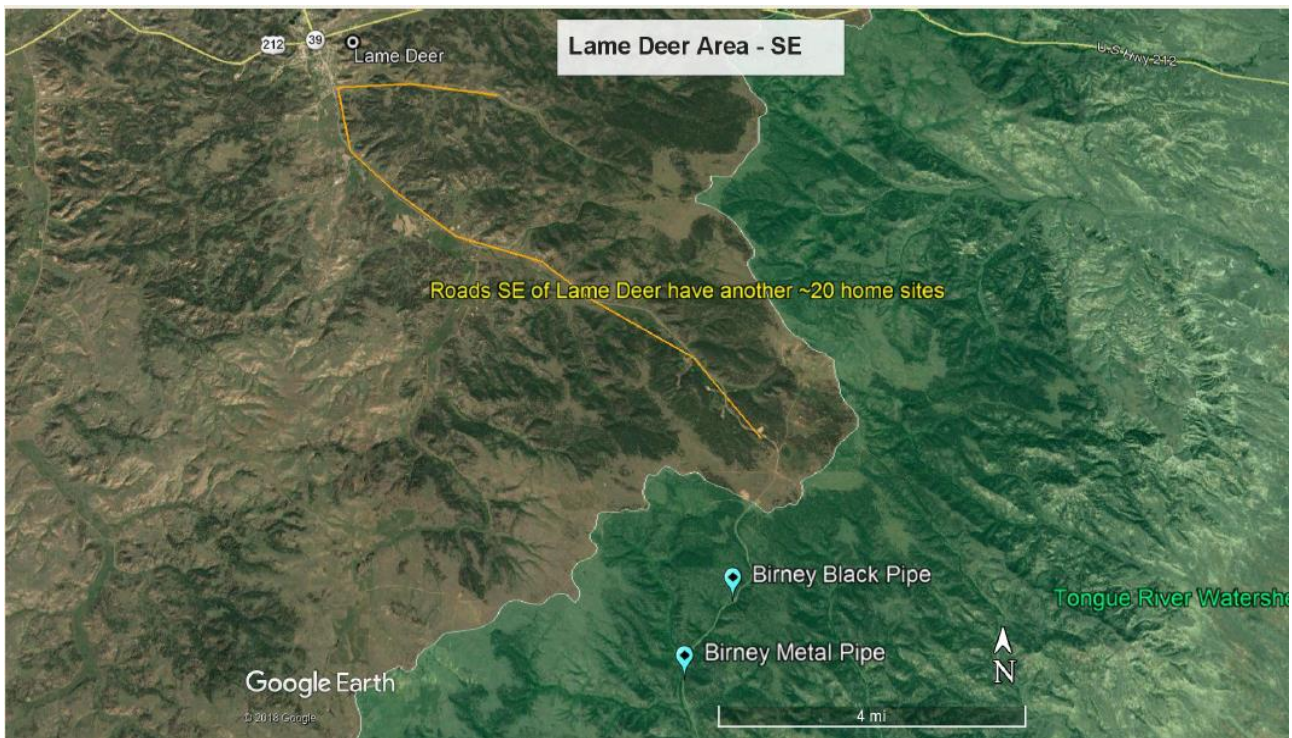 Lame Deer Area - SE
212
39
Lame Deer
U.S Hwy 212
Roads SE of Lame Deer have another ~20 home sites
Birney Black Pipe
Tongue River Watershe
Birney Metal Pipe
N
Google Earth
© 2018 Google
4 mi